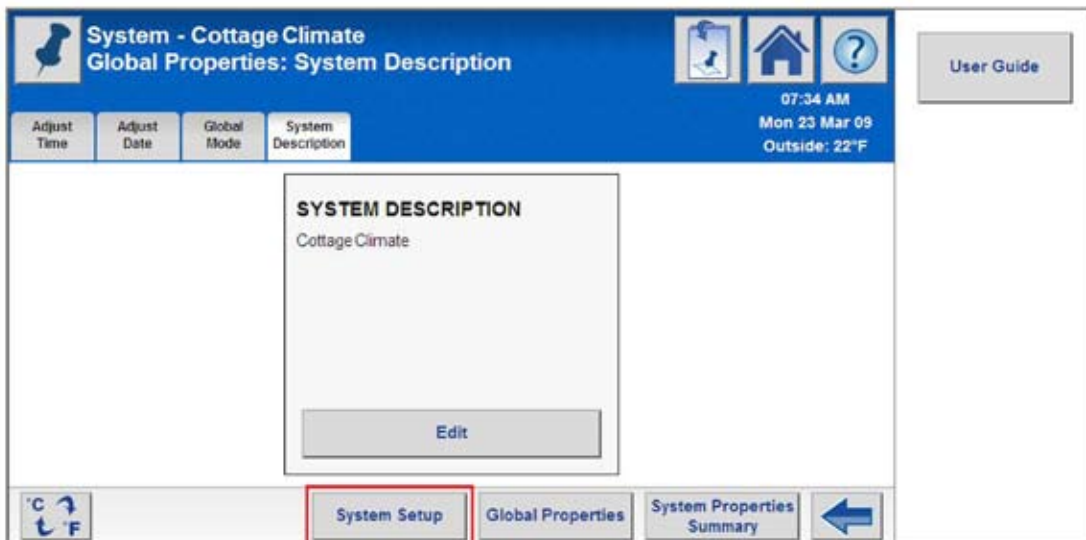 System - Cottage Climate
Global Properties: System Description
?
User Guide
07:34 AM
Mon 23 Mar 09
Outside: 22°F
Adjust
Time
Adjust
Date
Global
Mode
System
Description
SYSTEM DESCRIPTION
Cottage Climate
Edit
°C
°F
System Setup
Global Properties
System Properties
Summary